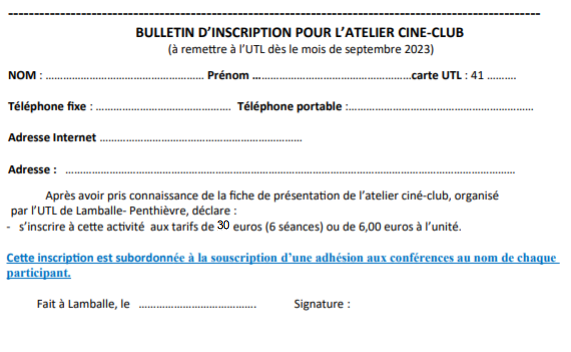 --------------------------------------------------------------------------------------------
BULLETIN D’INSCRIPTION POUR L’ATELIER CINE-CLUB
(à remettre à l’UTL dès le mois de septembre 2023)
NOM : ...................................................... Prénom .........................................................carte UTL : 41 ..........
Téléphone fixe : ............................................... Téléphone portable :................................................................
Adresse Internet ......................................................................
Adresse : ...........................................................................................................................................................
Après avoir pris connaissance de la fiche de présentation de l’atelier ciné-club, organisé
par l’UTL de Lamballe- Penthièvre, déclare :
- s’inscrire à cette activité aux tarifs de 30 euros (6 séances) ou de 6,00 euros à l’unité.
Cette inscription est subordonnée à la souscription d’une adhésion aux conférences au nom de chaque
participant.
Fait à Lamballe, le ......................................... Signature :